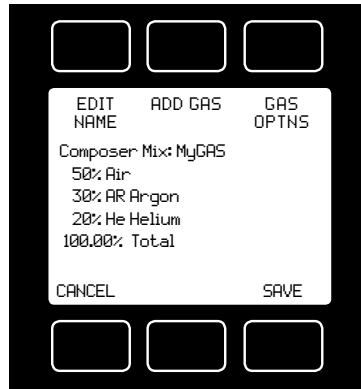 EDIT NAME ADD GAS GAS OPTNS
Composer Mix: MyGAS
50% Air
30% AR Argon
20% He Helium
100.00% Total
CANCEL SAVE